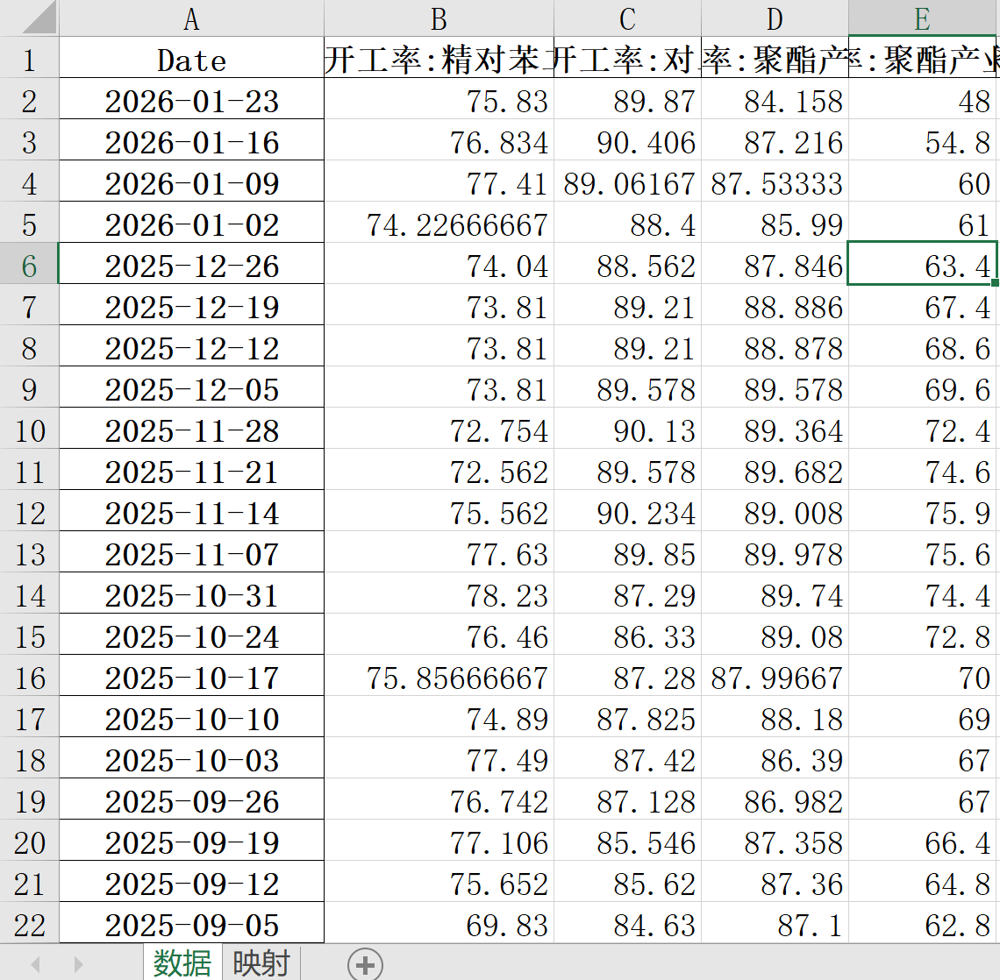 A B C D E
1 Date 开工率:精对苯二 开工率:对 率:聚酯产 率:聚酯产业
2 2026-01-23 75.83 89.87 84.158 48
3 2026-01-16 76.834 90.406 87.216 54.8
4 2026-01-09 77.41 89.06167 87.53333 60
5 2026-01-02 74.22666667 88.4 85.99 61
6 2025-12-26 74.04 88.562 87.846 63.4
7 2025-12-19 73.81 89.21 88.886 67.4
8 2025-12-12 73.81 89.21 88.878 68.6
9 2025-12-05 73.81 89.578 89.578 69.6
10 2025-11-28 72.754 90.13 89.364 72.4
11 2025-11-21 72.562 89.578 89.682 74.6
12 2025-11-14 75.562 90.234 89.008 75.9
13 2025-11-07 77.63 89.85 89.978 75.6
14 2025-10-31 78.23 87.29 89.74 74.4
15 2025-10-24 76.46 86.33 89.08 72.8
16 2025-10-17 75.85666667 87.28 87.99667 70
17 2025-10-10 74.89 87.825 88.18 69
18 2025-10-03 77.49 87.42 86.39 67
19 2025-09-26 76.742 87.128 86.982 67
20 2025-09-19 77.106 85.546 87.358 66.4
21 2025-09-12 75.652 85.62 87.36 64.8
22 2025-09-05 69.83 84.63 87.1 62.8
数据 映射